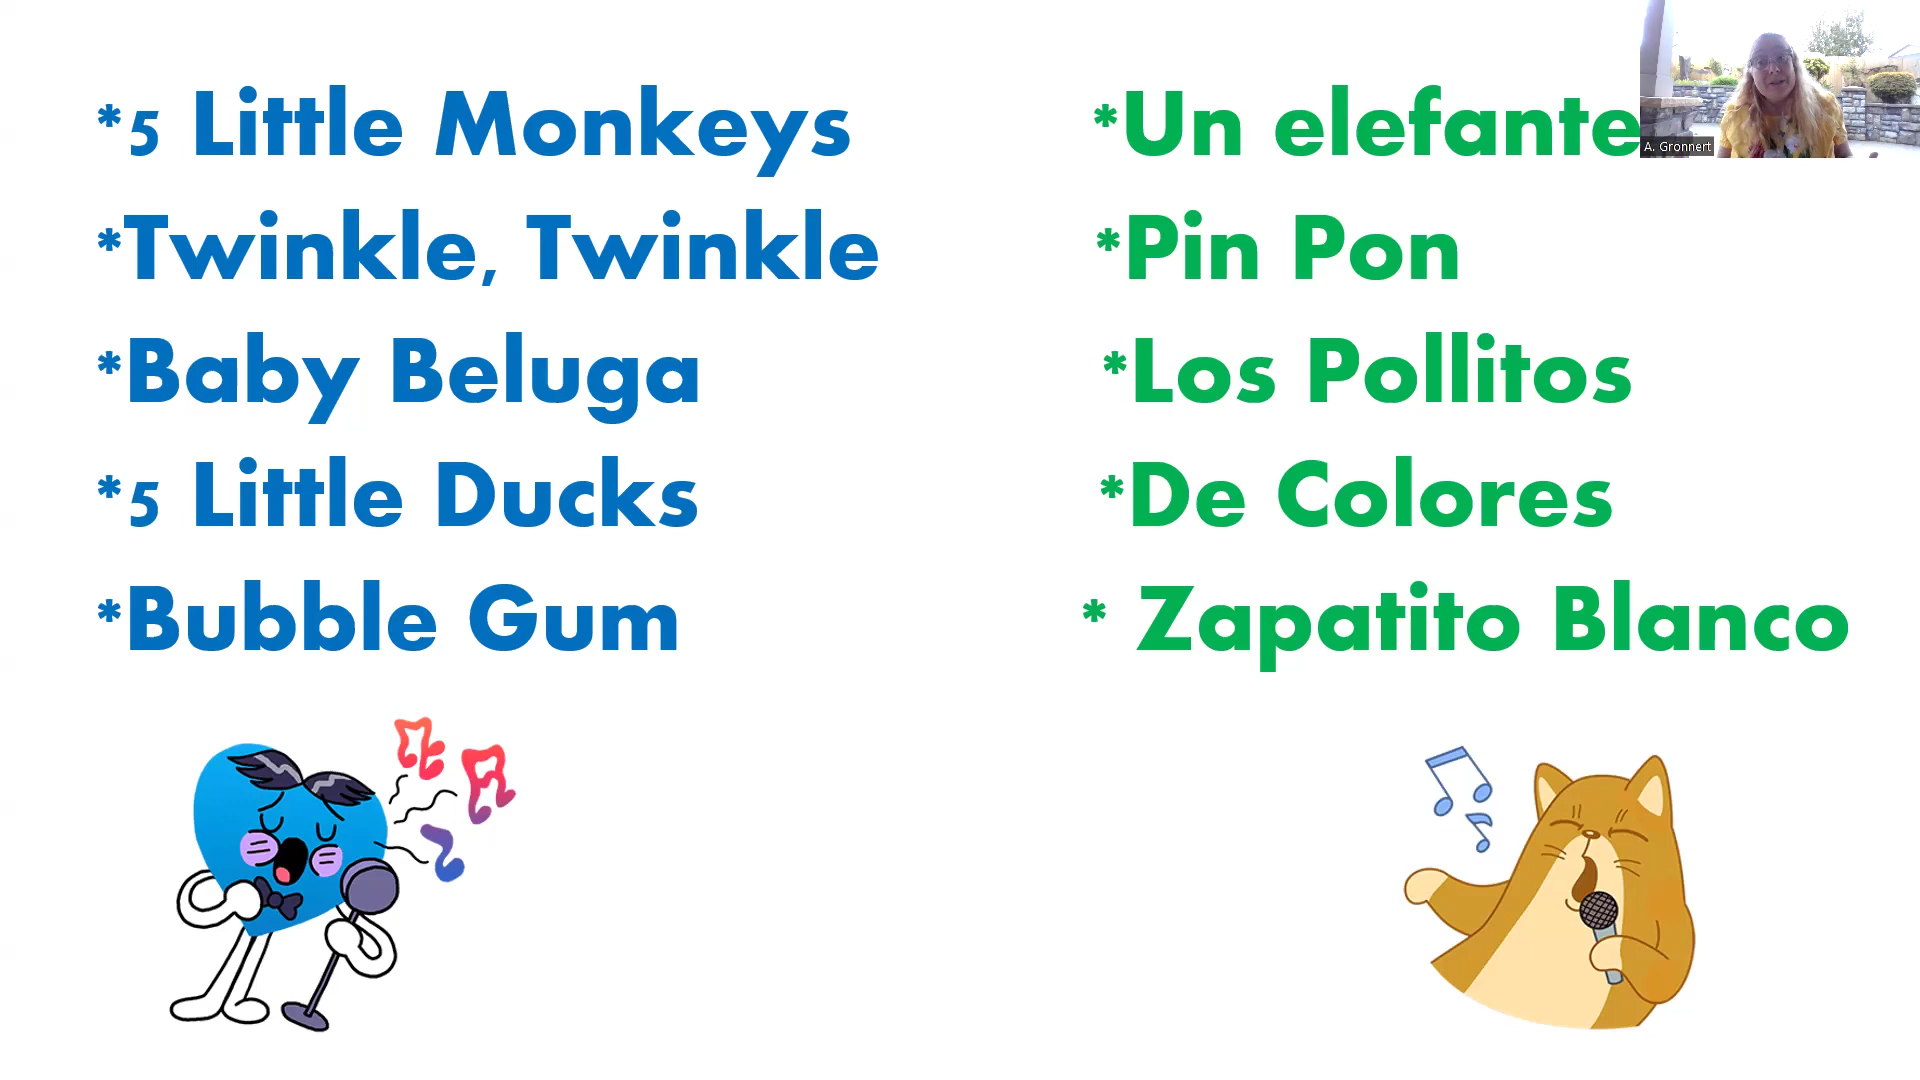 *5 Little Monkeys
*Twinkle, Twinkle
*Baby Beluga
*5 Little Ducks
*Bubble Gum
*Un elefante
*Pin Pon
*Los Pollitos
*De Colores
* Zapatito Blanco
A. Gronnert